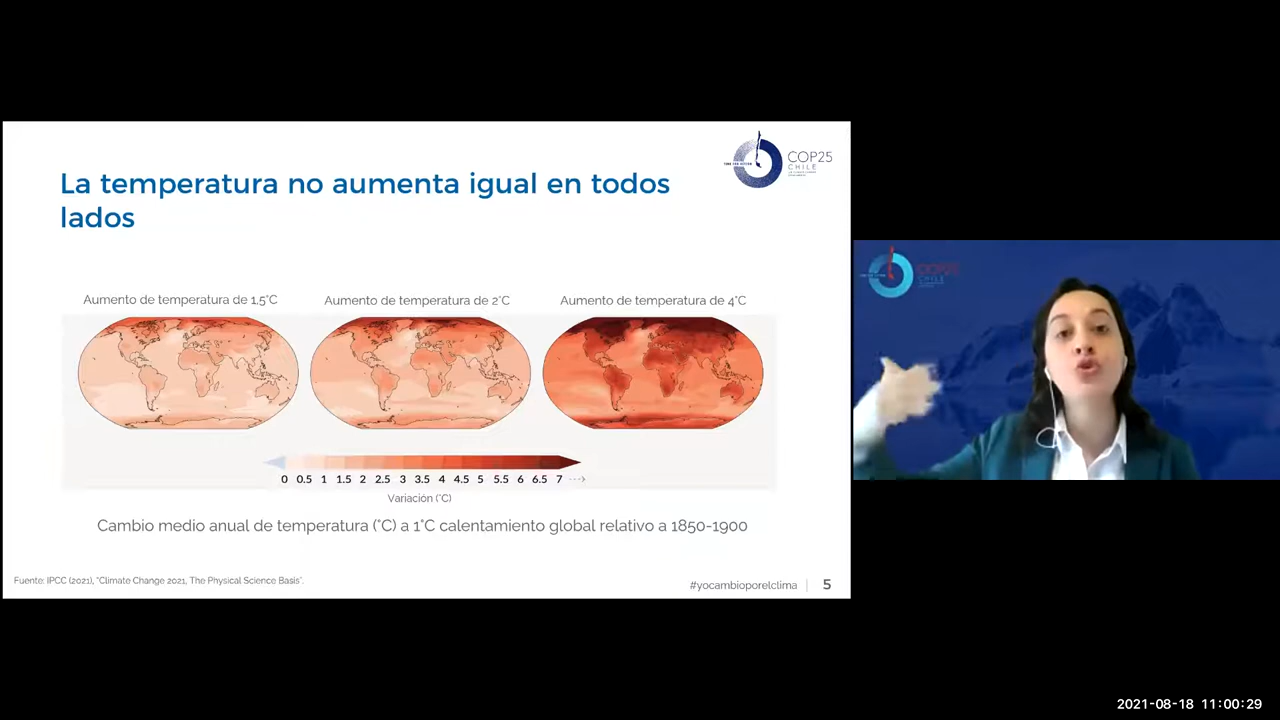 La temperatura no aumenta igual en todos
lados
COP25
CHILE
Aumento de temperatura de 1,5°C
Aumento de temperatura de 2°C
Aumento de temperatura de 4°C
0 0.5 1 1.5 2 2.5 3 3.5 4 4.5 5 5.5 6 6.5 7
Variación (°C)
Cambio medio anual de temperatura (°C) a 1°C calentamiento global relativo a 1850-1900
Fuente: IPCC (2021), "Climate Change 2021, The Physical Science Basis".
#yocambioporelclima | 5
COP25
CHILE
2021-08-18 11:00:29